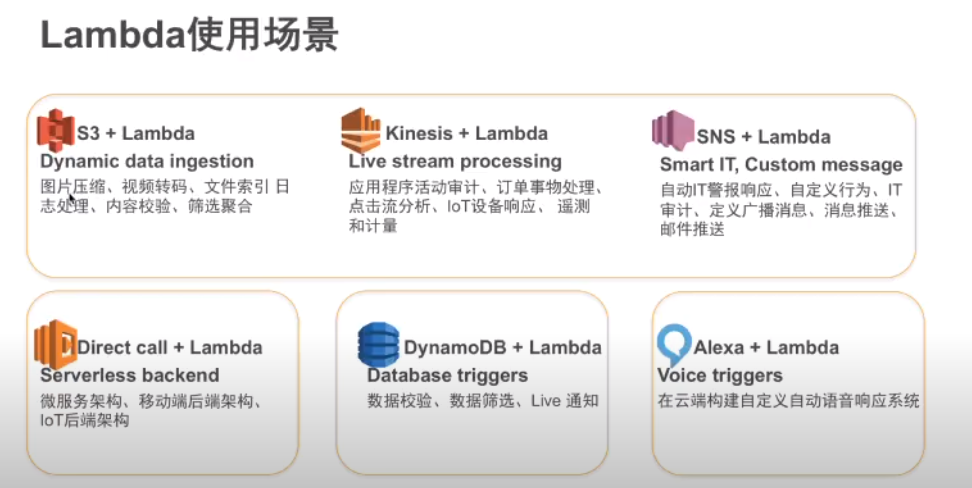 Lambda使用场景
S3 + Lambda
Dynamic data ingestion
图片压缩、视频转码、文件索引 日
志处理、内容校验、筛选聚合
Kinesis + Lambda
Live stream processing
应用程序活动审计、订单事物处理、
点击流分析、IoT设备响应、 遥测
和计量
SNS + Lambda
Smart IT, Custom message
自动IT警报响应、自定义行为、IT
审计、定义广播消息、消息推送、
邮件推送
Direct call + Lambda
Serverless backend
微服务架构、移动端后端架构、
IoT后端架构
DynamoDB + Lambda
Database triggers
数据校验、数据筛选、Live 通知
Alexa + Lambda
Voice triggers
在云端构建自定义自动语音响应系统